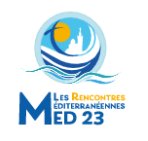 LES RENCONTRES
MÉDITERRANÉENNES
MED 23